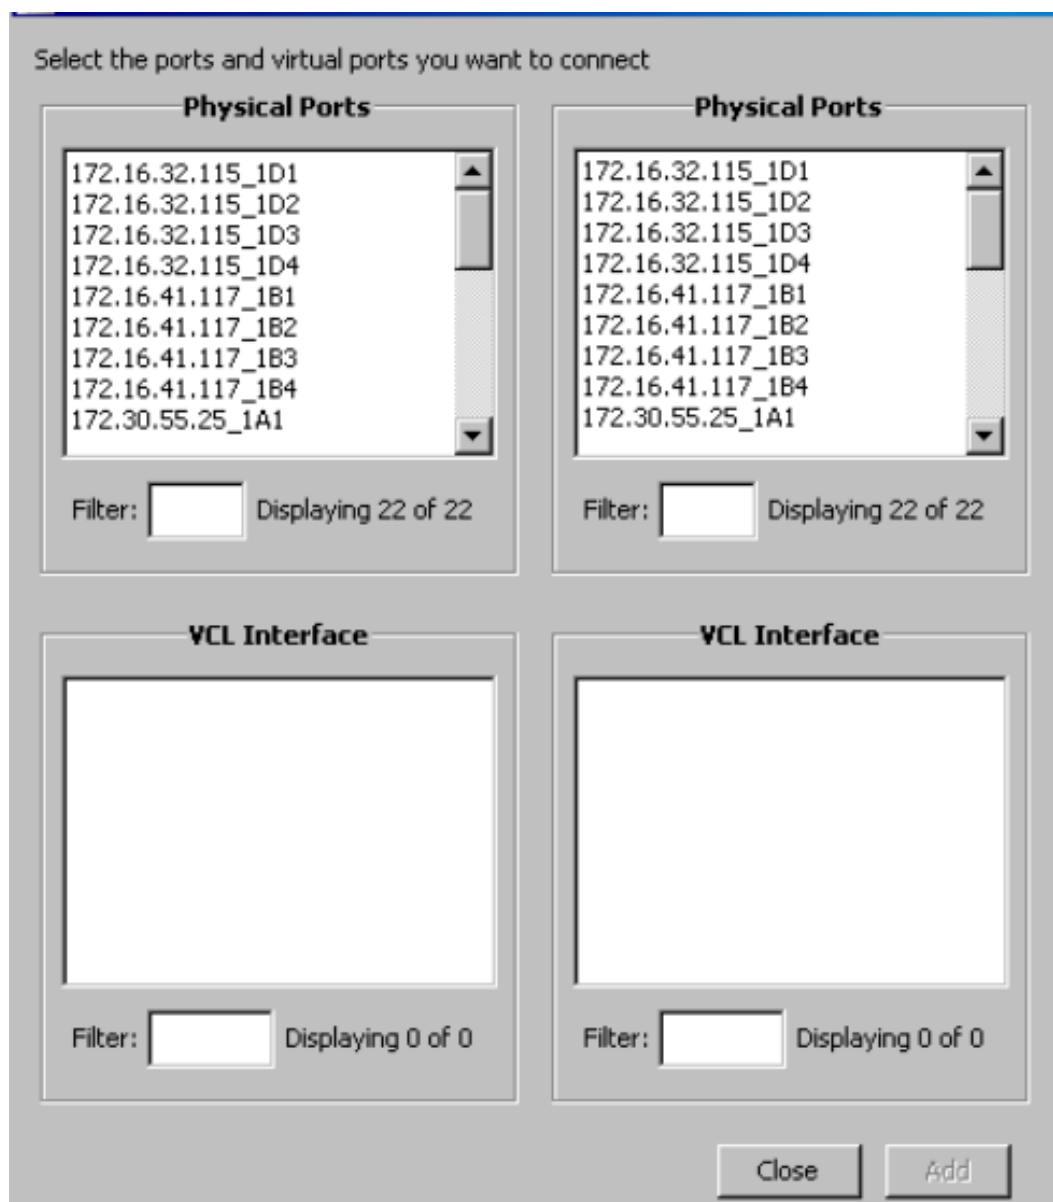 Select the ports and virtual ports you want to connect
Physical Ports
172.16.32.115_1D1
172.16.32.115_1D2
172.16.32.115_1D3
172.16.32.115_1D4
172.16.41.117_1B1
172.16.41.117_1B2
172.16.41.117_1B3
172.16.41.117_1B4
172.30.55.25_1A1
Filter: Displaying 22 of 22
Physical Ports
172.16.32.115_1D1
172.16.32.115_1D2
172.16.32.115_1D3
172.16.32.115_1D4
172.16.41.117_1B1
172.16.41.117_1B2
172.16.41.117_1B3
172.16.41.117_1B4
172.30.55.25_1A1
Filter: Displaying 22 of 22
VCL Interface
Filter: Displaying 0 of 0
VCL Interface
Filter: Displaying 0 of 0
Close Add